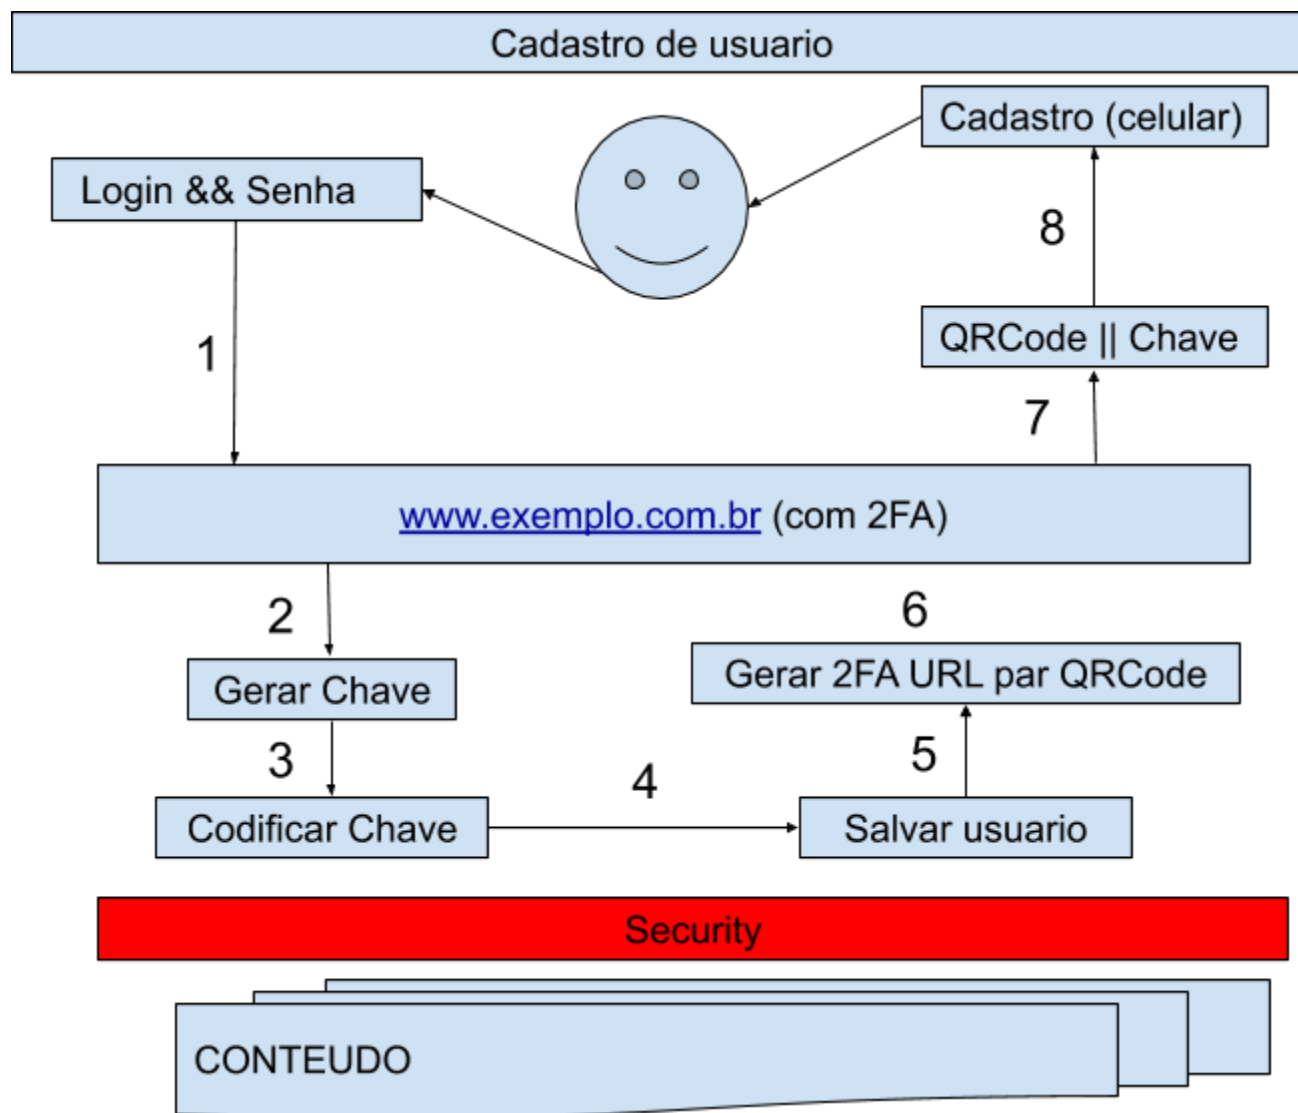 Cadastro de usuario
Cadastro (celular)
Login && Senha
8
1
QRCode || Chave
7
www.exemplo.com.br (com 2FA)
2
6
Gerar Chave
Gerar 2FA URL par QRCode
3
4
5
Codificar Chave
Salvar usuario
Security
CONTEUDO